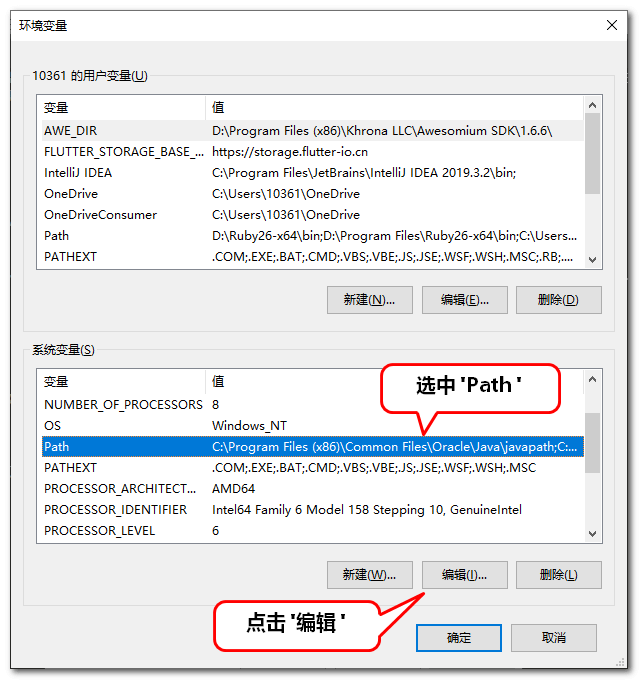 环境变量
10361 的用户变量(U)
变量 值
AWE_DIR D:\Program Files (x86)\Khrona LLC\Awesomium SDK\1.6.6\
FLUTTER_STORAGE_BASE_... https://storage.flutter-io.cn
IntelliJ IDEA C:\Program Files\JetBrains\IntelliJ IDEA 2019.3.2\bin;
OneDrive C:\Users\10361\OneDrive
OneDriveConsumer C:\Users\10361\OneDrive
Path D:\Ruby26-x64\bin;D:\Program Files\Ruby26-x64\bin;C:\Users...
PATHEXT .COM;.EXE;.BAT;.CMD;.VBS;.VBE;.JS;.JSE;.WSF;.WSH;.MSC;.RB;....
新建(N)... 编辑(E)... 删除(D)
系统变量(S)
变量 值
选中 'Path '
NUMBER_OF_PROCESSORS 8
OS Windows_NT
Path C:\Program Files (x86)\Common Files\Oracle\Java\javapath;C:...
PATHEXT .COM;.EXE;.BAT;.CMD;.VBS;.VBE;.JS;.JSE;.WSF;.WSH;.MSC
PROCESSOR_ARCHITECT... AMD64
PROCESSOR_IDENTIFIER Intel64 Family 6 Model 158 Stepping 10, GenuineIntel
PROCESSOR_LEVEL 6
新建(W)... 编辑(I)... 删除(L)
点击 '编辑 '
确定 取消